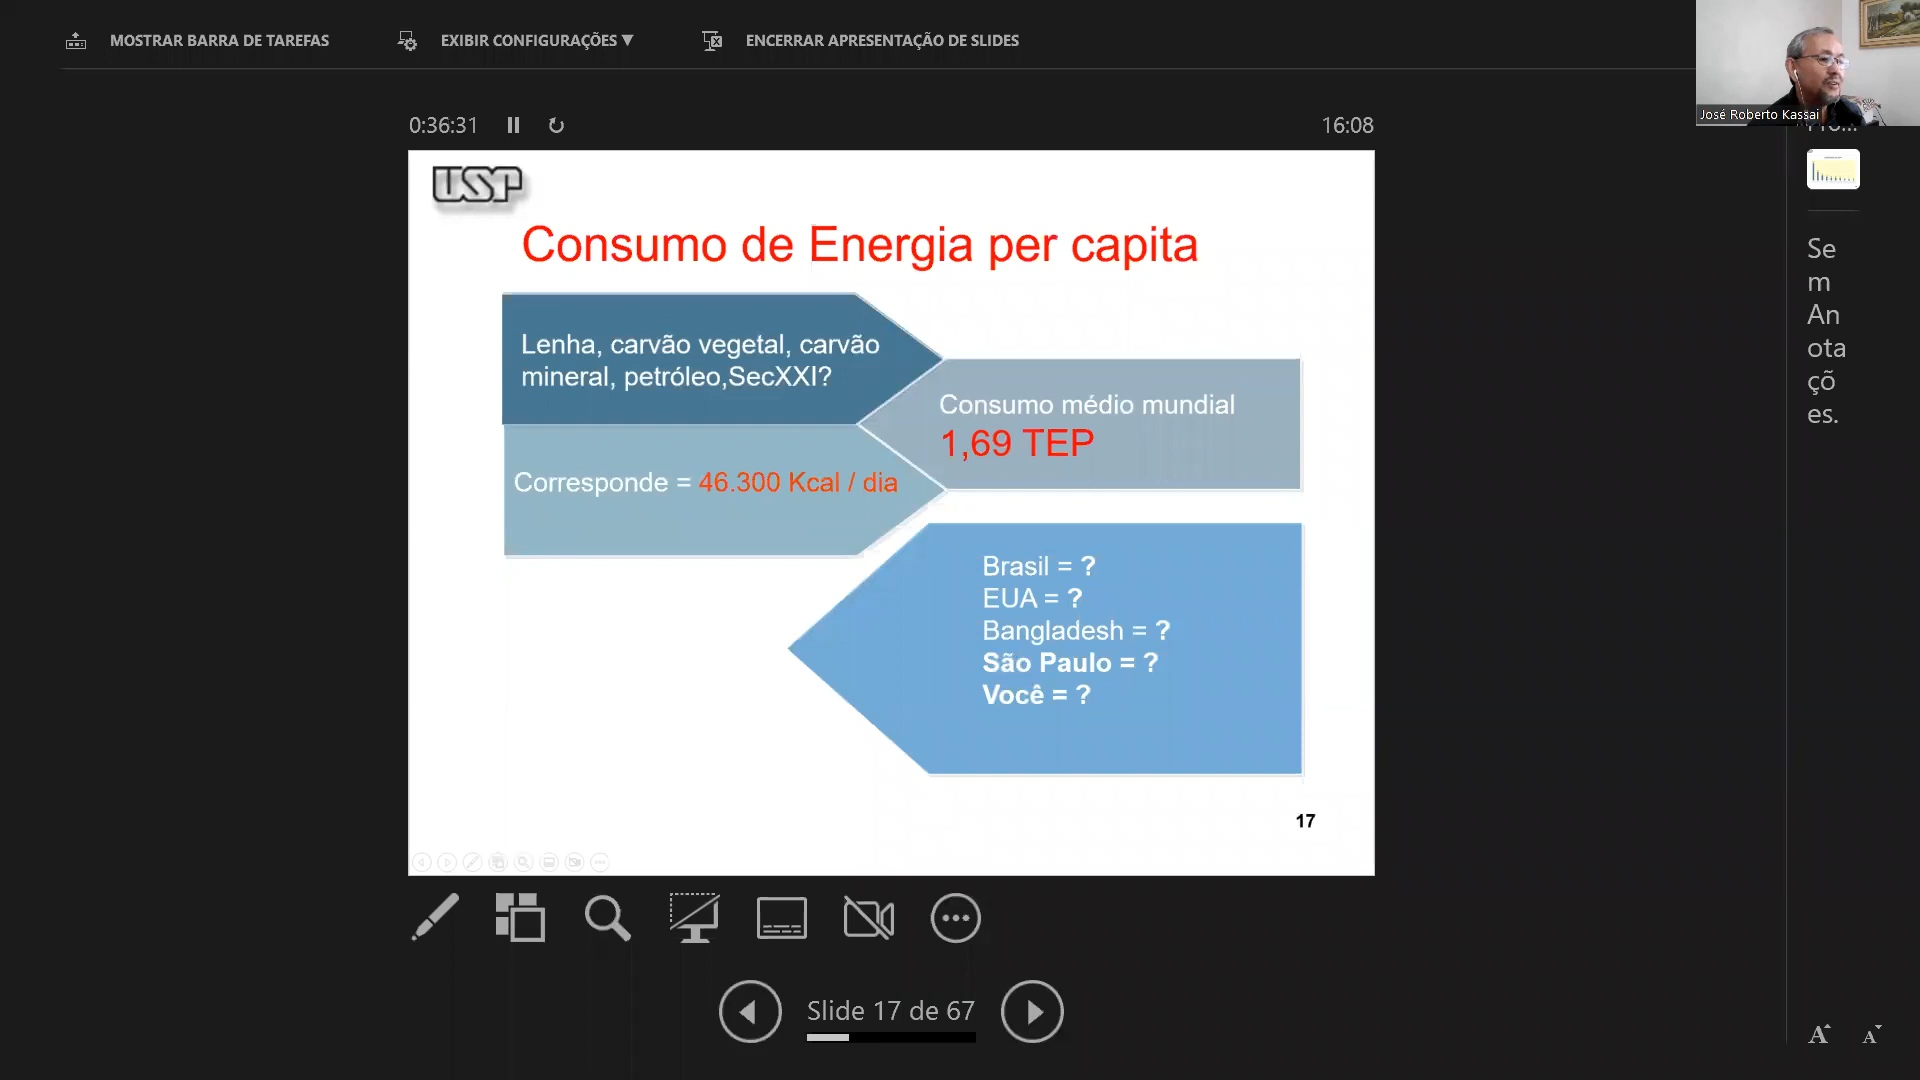 MOSTRAR BARRA DE TAREFAS
EXIBIR CONFIGURAÇÕES ▼
ENCERRAR APRESENTAÇÃO DE SLIDES
José Roberto Kassai
0:36:31
16:08
USP
Consumo de Energia per capita
Lenha, carvão vegetal, carvão
mineral, petróleo,SecXXI?
Consumo médio mundial
1,69 TEP
Corresponde = 46.300 Kcal / dia
Brasil = ?
EUA = ?
Bangladesh = ?
São Paulo = ?
Você = ?
17
Se
m
An
ota
çõ
es.
Slide 17 de 67
A
A